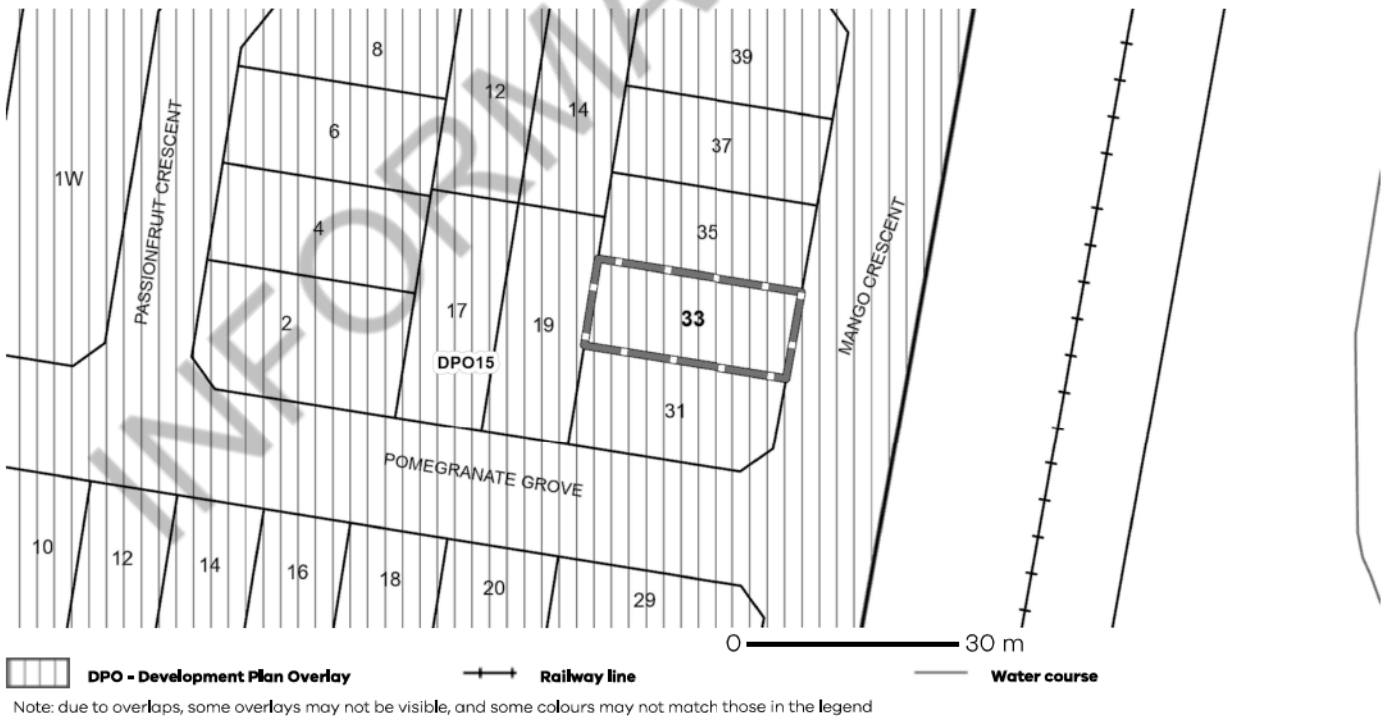 8
39
12
14
6
37
1W
PASSIONFRUIT CRESCENT
4
35
MANGO CRESCENT
2
17
19
33
DPO15
31
POMEGRANATE GROVE
10
12
14
16
18
20
29
INFORMA
0 30 m
DPO - Development Plan Overlay Railway line Water course
Note: due to overlaps, some overlays may not be visible, and some colours may not match those in the legend